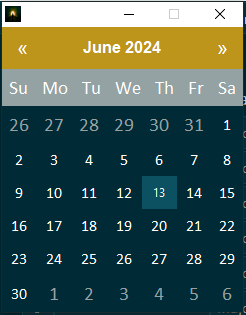 « June 2024 »
Su Mo Tu We Th Fr Sa
26 27 28 29 30 31 1
2 3 4 5 6 7 8
9 10 11 12 13 14 15
16 17 18 19 20 21 22
23 24 25 26 27 28 29
30 1 2 3 4 5 6